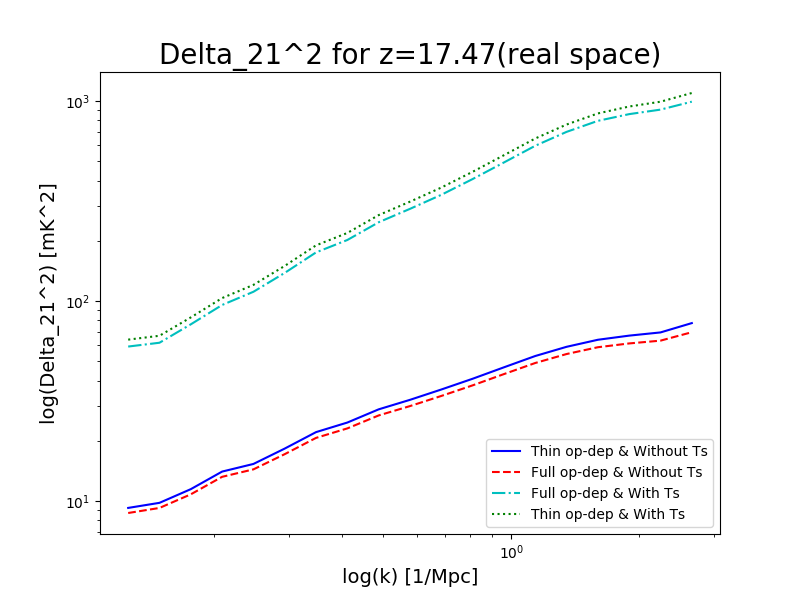 Delta_21^2 for z=17.47(real space)
log(Delta_21^2) [mK^2]
10^3
10^2
10^1
Thin op-dep & Without Ts
Full op-dep & Without Ts
Full op-dep & With Ts
Thin op-dep & With Ts
10^0
log(k) [1/Mpc]